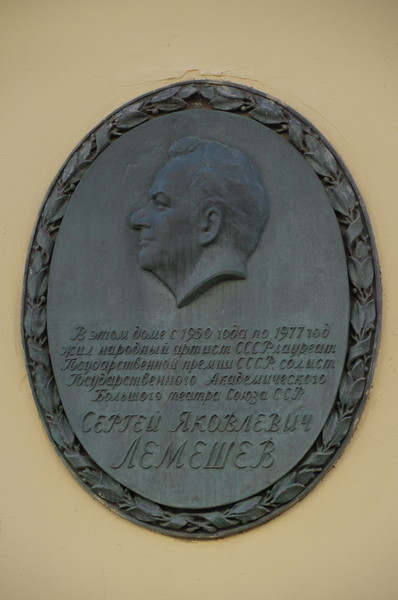 В этом доме с 1950 года по 1977 год
жил народный артист СССР лауреат
Государственной премии СССР, солист
Государственного Академического
Большого театра Союза ССР
СЕРГЕЙ ЯКОВЛЕВИЧ
ЛЕМЕШЕВ